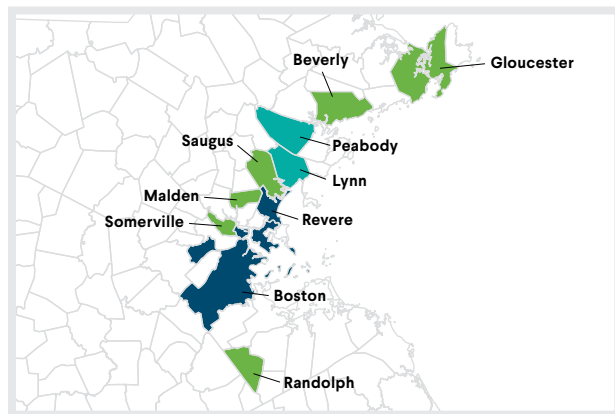 Beverly
Gloucester
Saugus
Peabody
Lynn
Malden
Somerville
Revere
Boston
Randolph